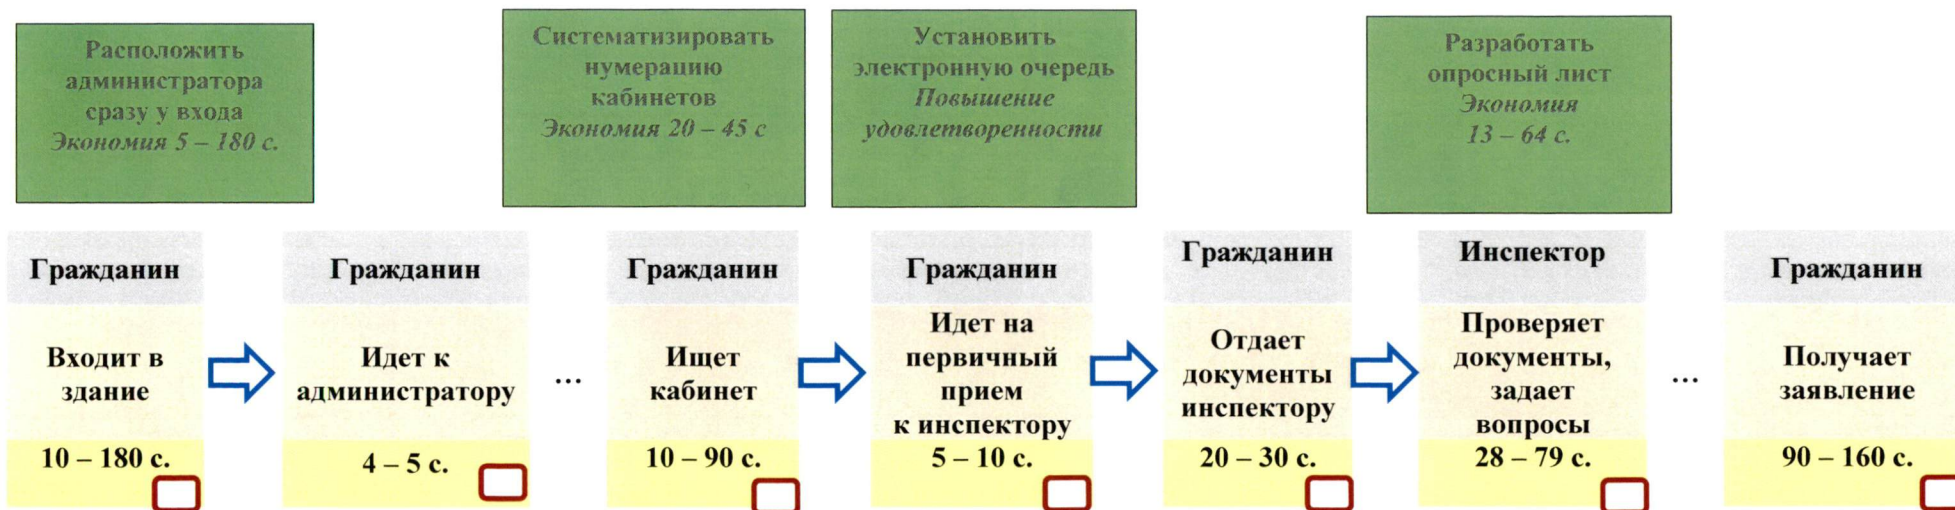 Расположить
администратора
сразу у входа
Экономия 5 – 180 с.
Систематизировать
нумерацию
кабинетов
Экономия 20 – 45 с
Установить
электронную очередь
Повышение
удовлетворенности
Разработать
опросный лист
Экономия
13 – 64 с.
Гражданин
Входит в
здание
10 – 180 с.
Гражданин
Идет к
администратору
4 – 5 с.
...
Гражданин
Ищет
кабинет
10 – 90 с.
Гражданин
Идет на
первичный
прием
к инспектору
5 – 10 с.
Гражданин
Отдает
документы
инспектору
20 – 30 с.
Инспектор
Проверяет
документы,
задает
вопросы
28 – 79 с.
...
Гражданин
Получает
заявление
90 – 160 с.